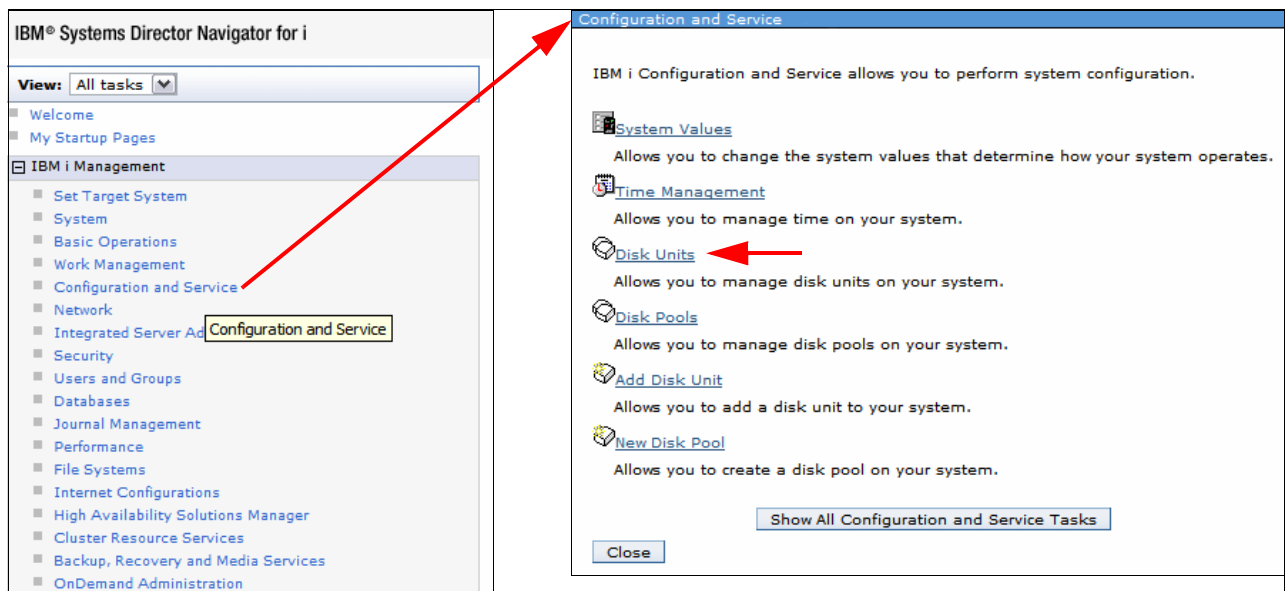 IBM® Systems Director Navigator for i
View: All tasks
Welcome
My Startup Pages
IBM i Management
Set Target System
System
Basic Operations
Work Management
Configuration and Service
Network
Integrated Server Ad
Configuration and Service
Security
Users and Groups
Databases
Journal Management
Performance
File Systems
Internet Configurations
High Availability Solutions Manager
Cluster Resource Services
Backup, Recovery and Media Services
OnDemand Administration
Configuration and Service
IBM i Configuration and Service allows you to perform system configuration.
System Values
Allows you to change the system values that determine how your system operates.
Time Management
Allows you to manage time on your system.
Disk Units
Allows you to manage disk units on your system.
Disk Pools
Allows you to manage disk pools on your system.
Add Disk Unit
Allows you to add a disk unit to your system.
New Disk Pool
Allows you to create a disk pool on your system.
Show All Configuration and Service Tasks
Close